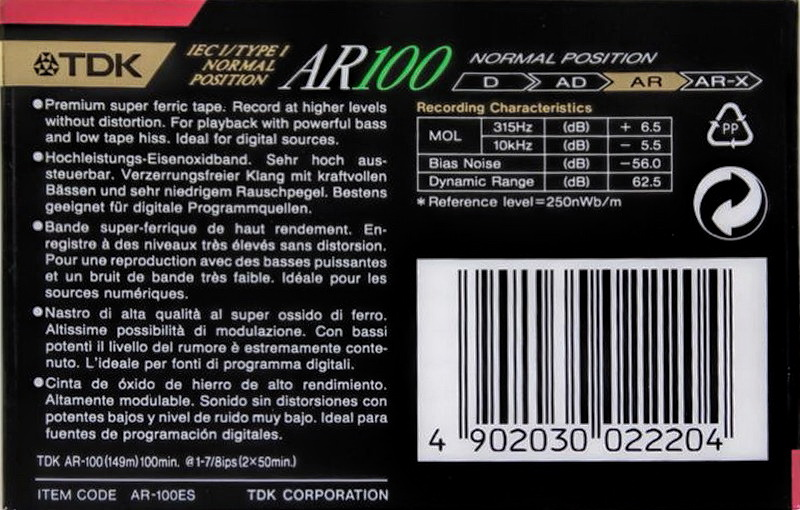 TDK
IEC I/TYPE I
NORMAL
POSITION
AR100
NORMAL POSITION
D AD AR AR-X
●Premium super ferric tape. Record at higher levels
without distortion. For playback with powerful bass
and low tape hiss. Ideal for digital sources.
●Hochleistungs-Eisenoxidband. Sehr hoch aus-
steuerbar. Verzerrungsfreier Klang mit kraftvollen
Bässen und sehr niedrigem Rauschpegel. Bestens
geeignet für digitale Programmquellen.
●Bande super-ferrique de haut rendement. En-
registre à des niveaux très élevés sans distorsion.
Pour une reproduction avec des basses puissantes
et un bruit de bande très faible. Idéale pour les
sources numériques.
●Nastro di alta qualità al super ossido di ferro.
Altissime possibilità di modulazione. Con bassi
potenti il livello del rumore è estremamente conte-
nuto. L'ideale per fonti di programma digitali.
●Cinta de óxido de hierro de alto rendimiento.
Altamente modulable. Sonido sin distorsiones con
potentes bajos y nivel de ruido muy bajo. Ideal para
fuentes de programación digitales.
TDK AR-100(149m)100min. @1-7/8ips(2×50min.)
ITEM CODE AR-100ES TDK CORPORATION
Recording Characteristics
MOL 315Hz (dB) + 6.5
10kHz (dB) − 5.5
Bias Noise (dB) −56.0
Dynamic Range (dB) 62.5
*Reference level=250nWb/m
PP
4 902030 022204